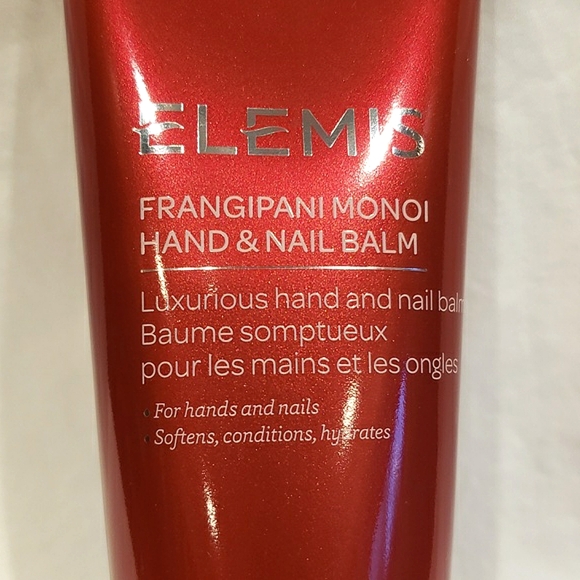 ELEMIS
FRANGIPANI MONOI
HAND & NAIL BALM
Luxurious hand and nail balm
Baume somptueux
pour les mains et les ongles
• For hands and nails
• Softens, conditions, hydrates